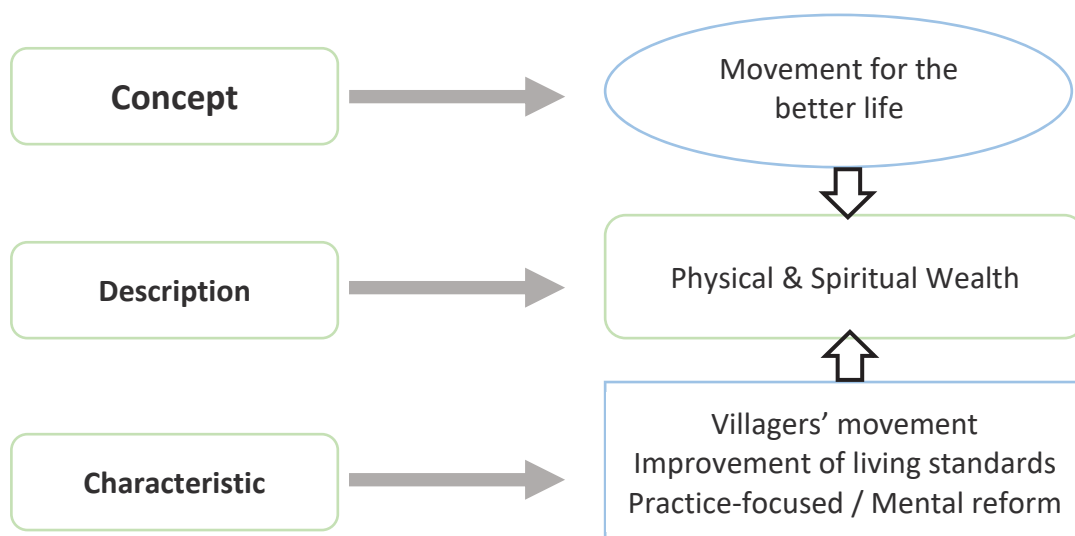 Concept
Movement for the
better life
Description
Physical & Spiritual Wealth
Characteristic
Villagers’ movement
Improvement of living standards
Practice-focused / Mental reform